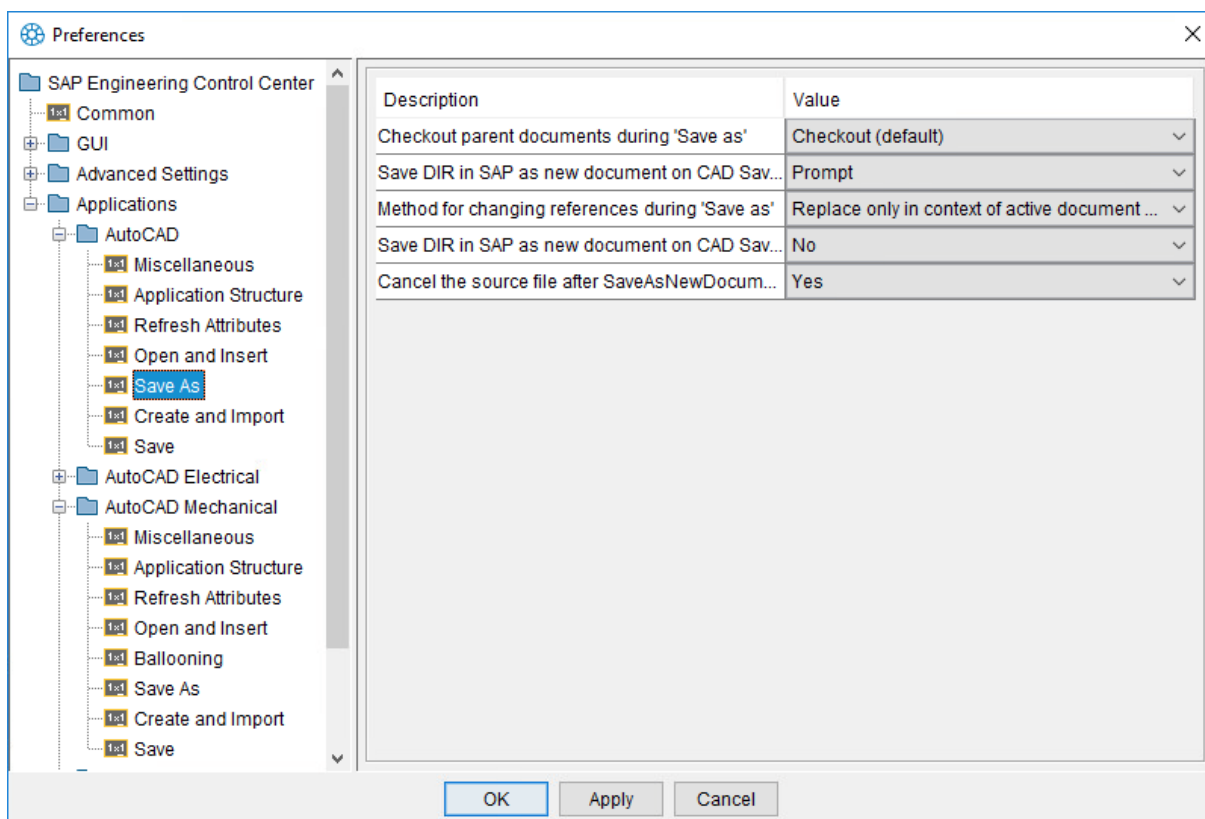 Preferences
SAP Engineering Control Center
Common
GUI
Advanced Settings
Applications
AutoCAD
Miscellaneous
Application Structure
Refresh Attributes
Open and Insert
Save As
Create and Import
Save
AutoCAD Electrical
AutoCAD Mechanical
Miscellaneous
Application Structure
Refresh Attributes
Open and Insert
Ballooning
Save As
Create and Import
Save
Description Value
Checkout parent documents during 'Save as' Checkout (default)
Save DIR in SAP as new document on CAD Sav... Prompt
Method for changing references during 'Save as' Replace only in context of active document ...
Save DIR in SAP as new document on CAD Sav... No
Cancel the source file after SaveAsNewDocum... Yes
OK Apply Cancel